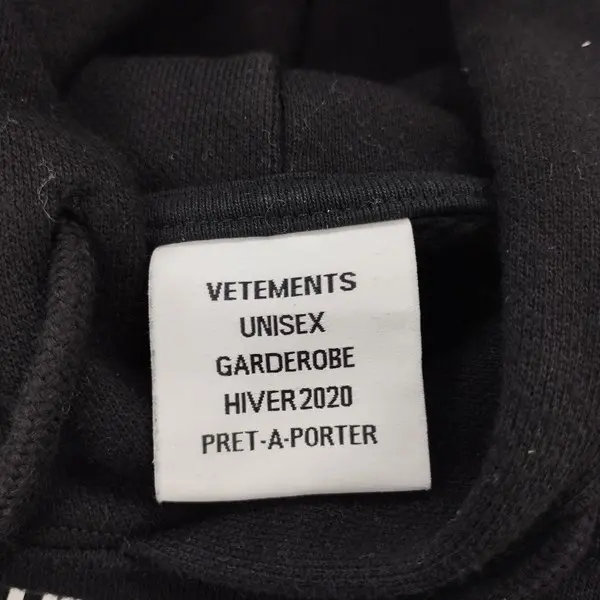 VETEMENTS
UNISEX
GARDEROBE
HIVER 2020
PRET-A-PORTER